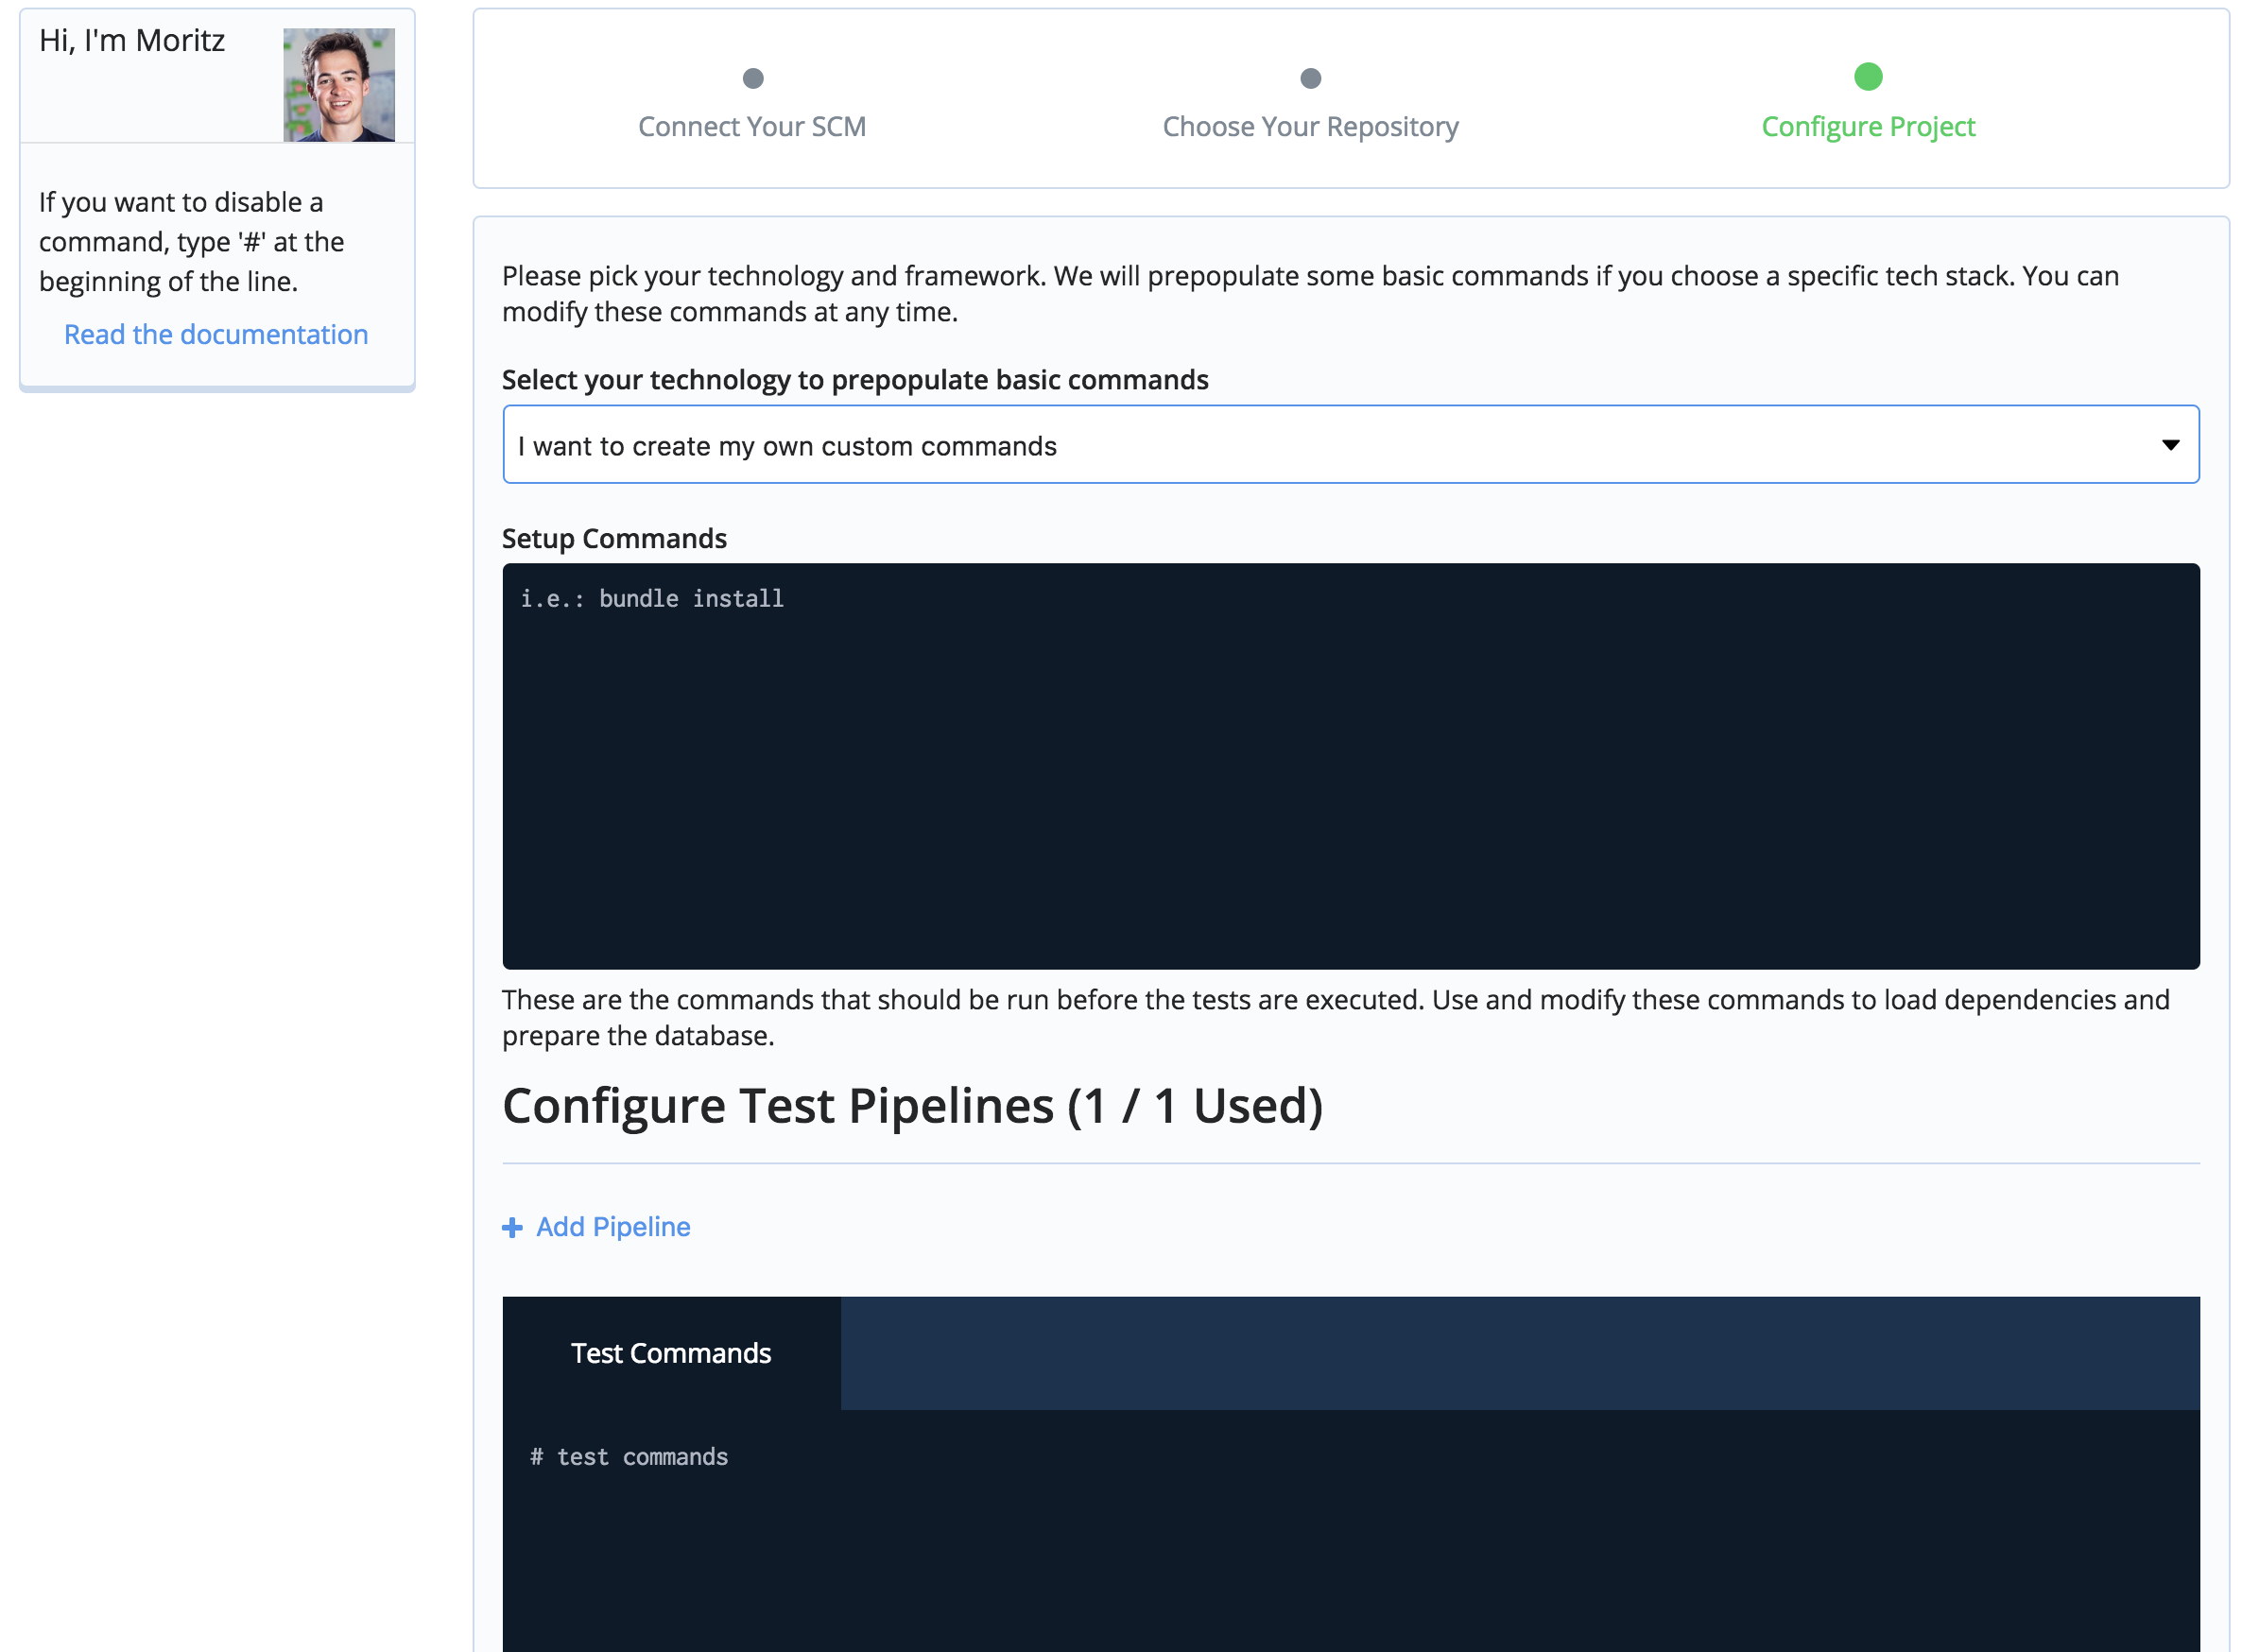 Hi, I'm Moritz
If you want to disable a
command, type '#' at the
beginning of the line.
Read the documentation
Connect Your SCM
Choose Your Repository
Configure Project
Please pick your technology and framework. We will prepopulate some basic commands if you choose a specific tech stack. You can
modify these commands at any time.
Select your technology to prepopulate basic commands
I want to create my own custom commands
Setup Commands
i.e.: bundle install
These are the commands that should be run before the tests are executed. Use and modify these commands to load dependencies and
prepare the database.
Configure Test Pipelines (1 / 1 Used)
Add Pipeline
Test Commands
# test commands